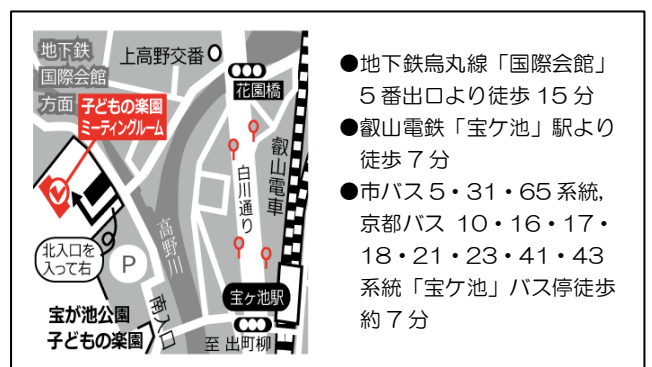 地下鉄
国際会館
方面
上高野交番
花園橋
子どもの楽園
ミーティングルーム
叡山電車
白川通り
高野川
北入口を
入って右
P
宝ヶ池駅
宝が池公園
子どもの楽園
南入口
至 出町柳
●地下鉄烏丸線「国際会館」
5番出口より徒歩15分
●叡山電鉄「宝ケ池」駅より
徒歩7分
●市バス5・31・65系統,
京都バス 10・16・17・
18・21・23・41・43
系統「宝ケ池」バス停徒歩
約7分